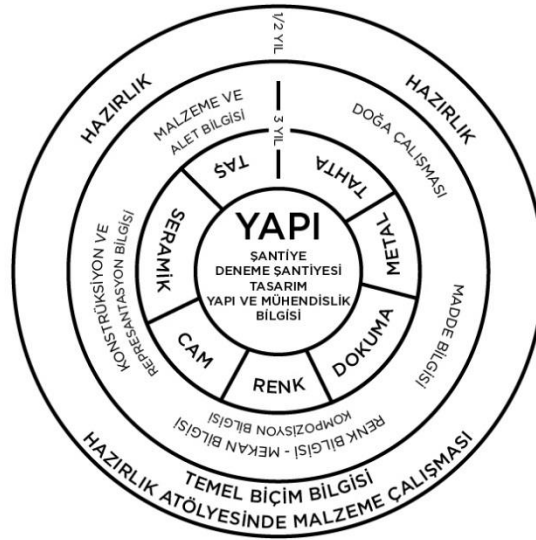 1/2 YIL
HAZIRLIK
HAZIRLIK
3 YIL
MALZEME VE
ALET BİLGİSİ
DOĞA ÇALIŞMASI
MADDE BİLGİSİ
RENK BİLGİSİ - MEKAN BİLGİSİ
KOMPOZİSYON BİLGİSİ
KONSTRÜKSİYON VE
REPRESANTASYON BİLGİSİ
TAŞ
TAHTA
METAL
DOKUMA
RENK
CAM
SERAMİK
YAPI
ŞANTİYE
DENEME ŞANTİYESİ
TASARIM
YAPI VE MÜHENDİSLİK
BİLGİSİ
TEMEL BİÇİM BİLGİSİ
HAZIRLIK ATÖLYESİNDE MALZEME ÇALIŞMASI